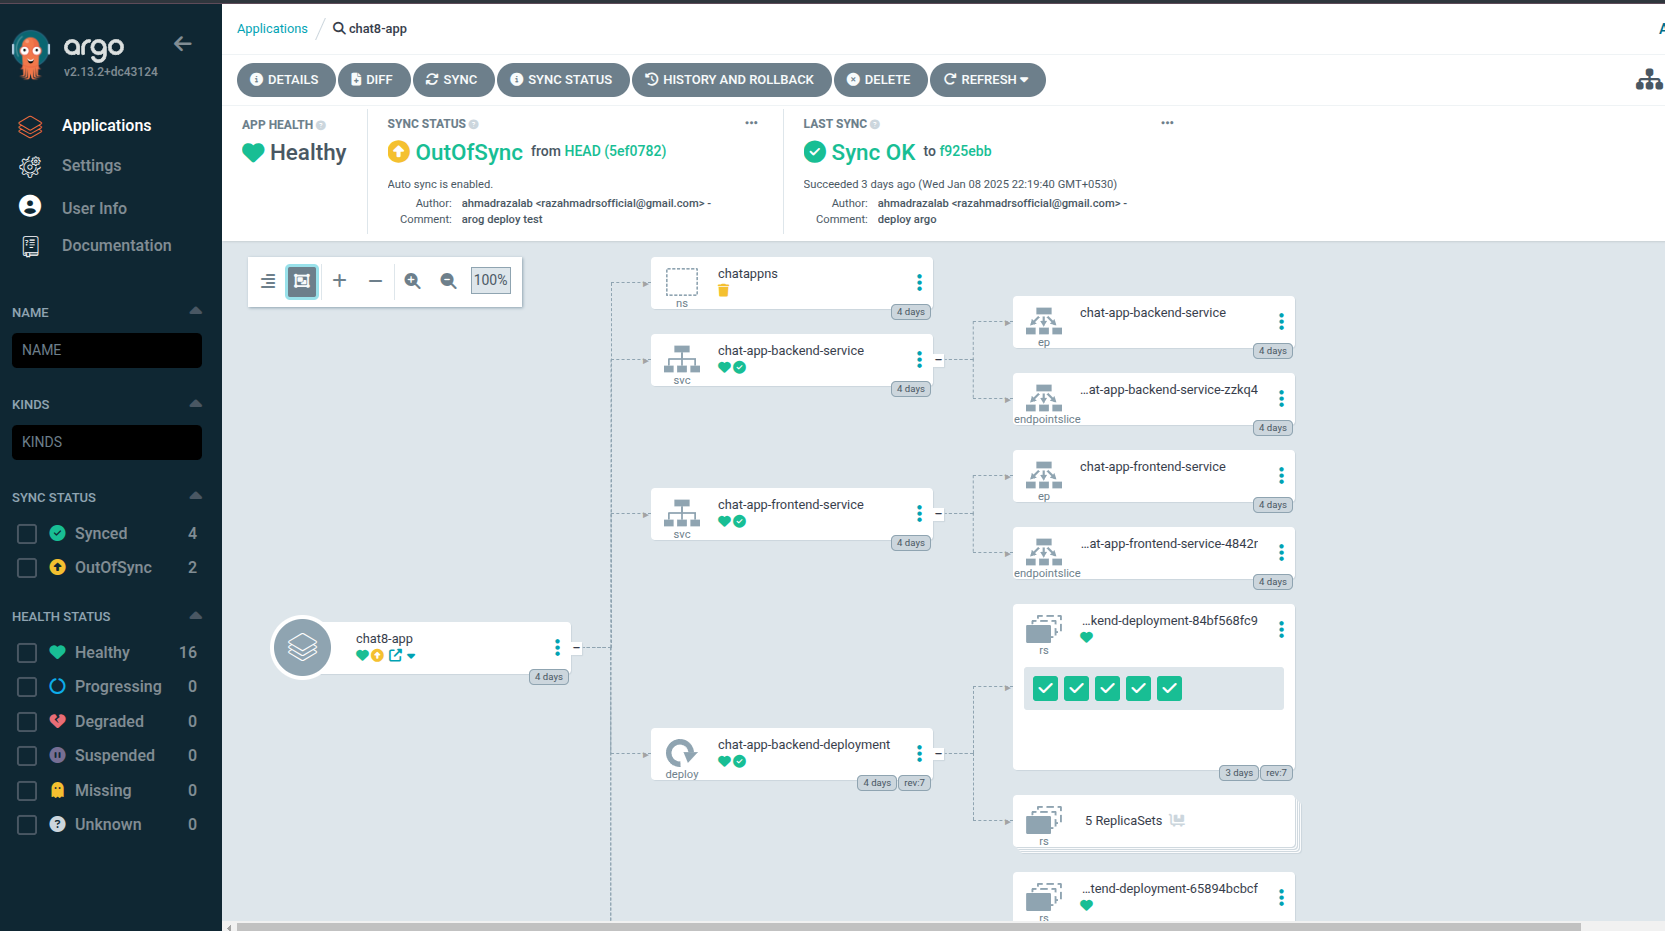 argo
v2.13.2+dc43124
Applications
Settings
User Info
Documentation
NAME
NAME
KINDS
KINDS
SYNC STATUS
Synced 4
OutOfSync 2
HEALTH STATUS
Healthy 16
Progressing 0
Degraded 0
Suspended 0
Missing 0
Unknown 0
Applications / chat8-app
A
DETAILS DIFF SYNC SYNC STATUS HISTORY AND ROLLBACK DELETE REFRESH
APP HEALTH
Healthy
SYNC STATUS
OutOfSync from HEAD (5ef0782)
Auto sync is enabled.
Author: ahmadrazalab <razahmadrsofficial@gmail.com> -
Comment: arog deploy test
LAST SYNC
Sync OK to f925ebb
Succeeded 3 days ago (Wed Jan 08 2025 22:19:40 GMT+0530)
Author: ahmadrazalab <razahmadrsofficial@gmail.com> -
Comment: deploy argo
100%
chat8-app
4 days
chatappns
ns
4 days
chat-app-backend-service
svc
4 days
chat-app-frontend-service
svc
4 days
chat-app-backend-deployment
deploy
4 days rev:7
chat-app-backend-service
ep
4 days
...at-app-backend-service-zzkq4
endpointslice
4 days
chat-app-frontend-service
ep
4 days
...at-app-frontend-service-4842r
endpointslice
4 days
...kend-deployment-84bf568fc9
rs
3 days rev:7
5 ReplicaSets
rs
...tend-deployment-65894bcbcf
rs